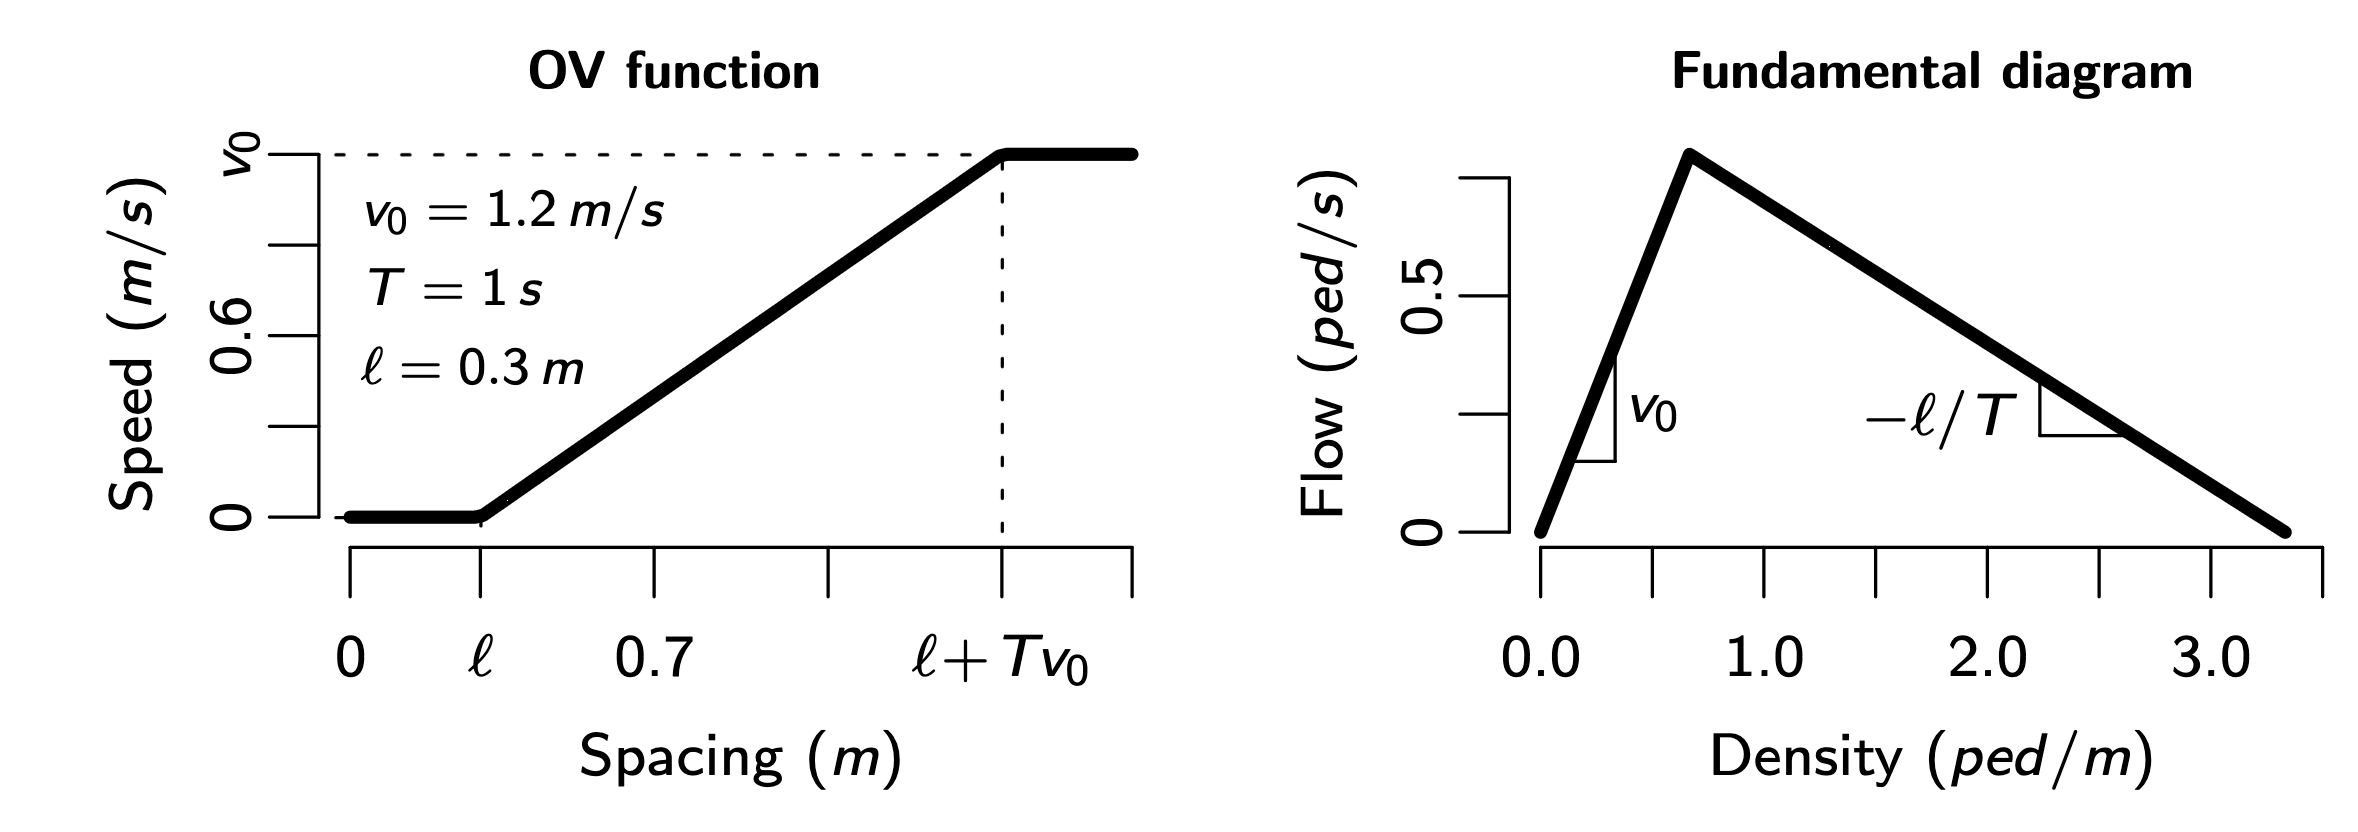 OV function
Speed (m/s)
v₀
0.6
0
v₀ = 1.2 m/s
T = 1 s
ℓ = 0.3 m
0 ℓ 0.7 ℓ + Tv₀
Spacing (m)
Fundamental diagram
Flow (ped/s)
0.5
0
v₀
−ℓ/T
0.0 1.0 2.0 3.0
Density (ped/m)